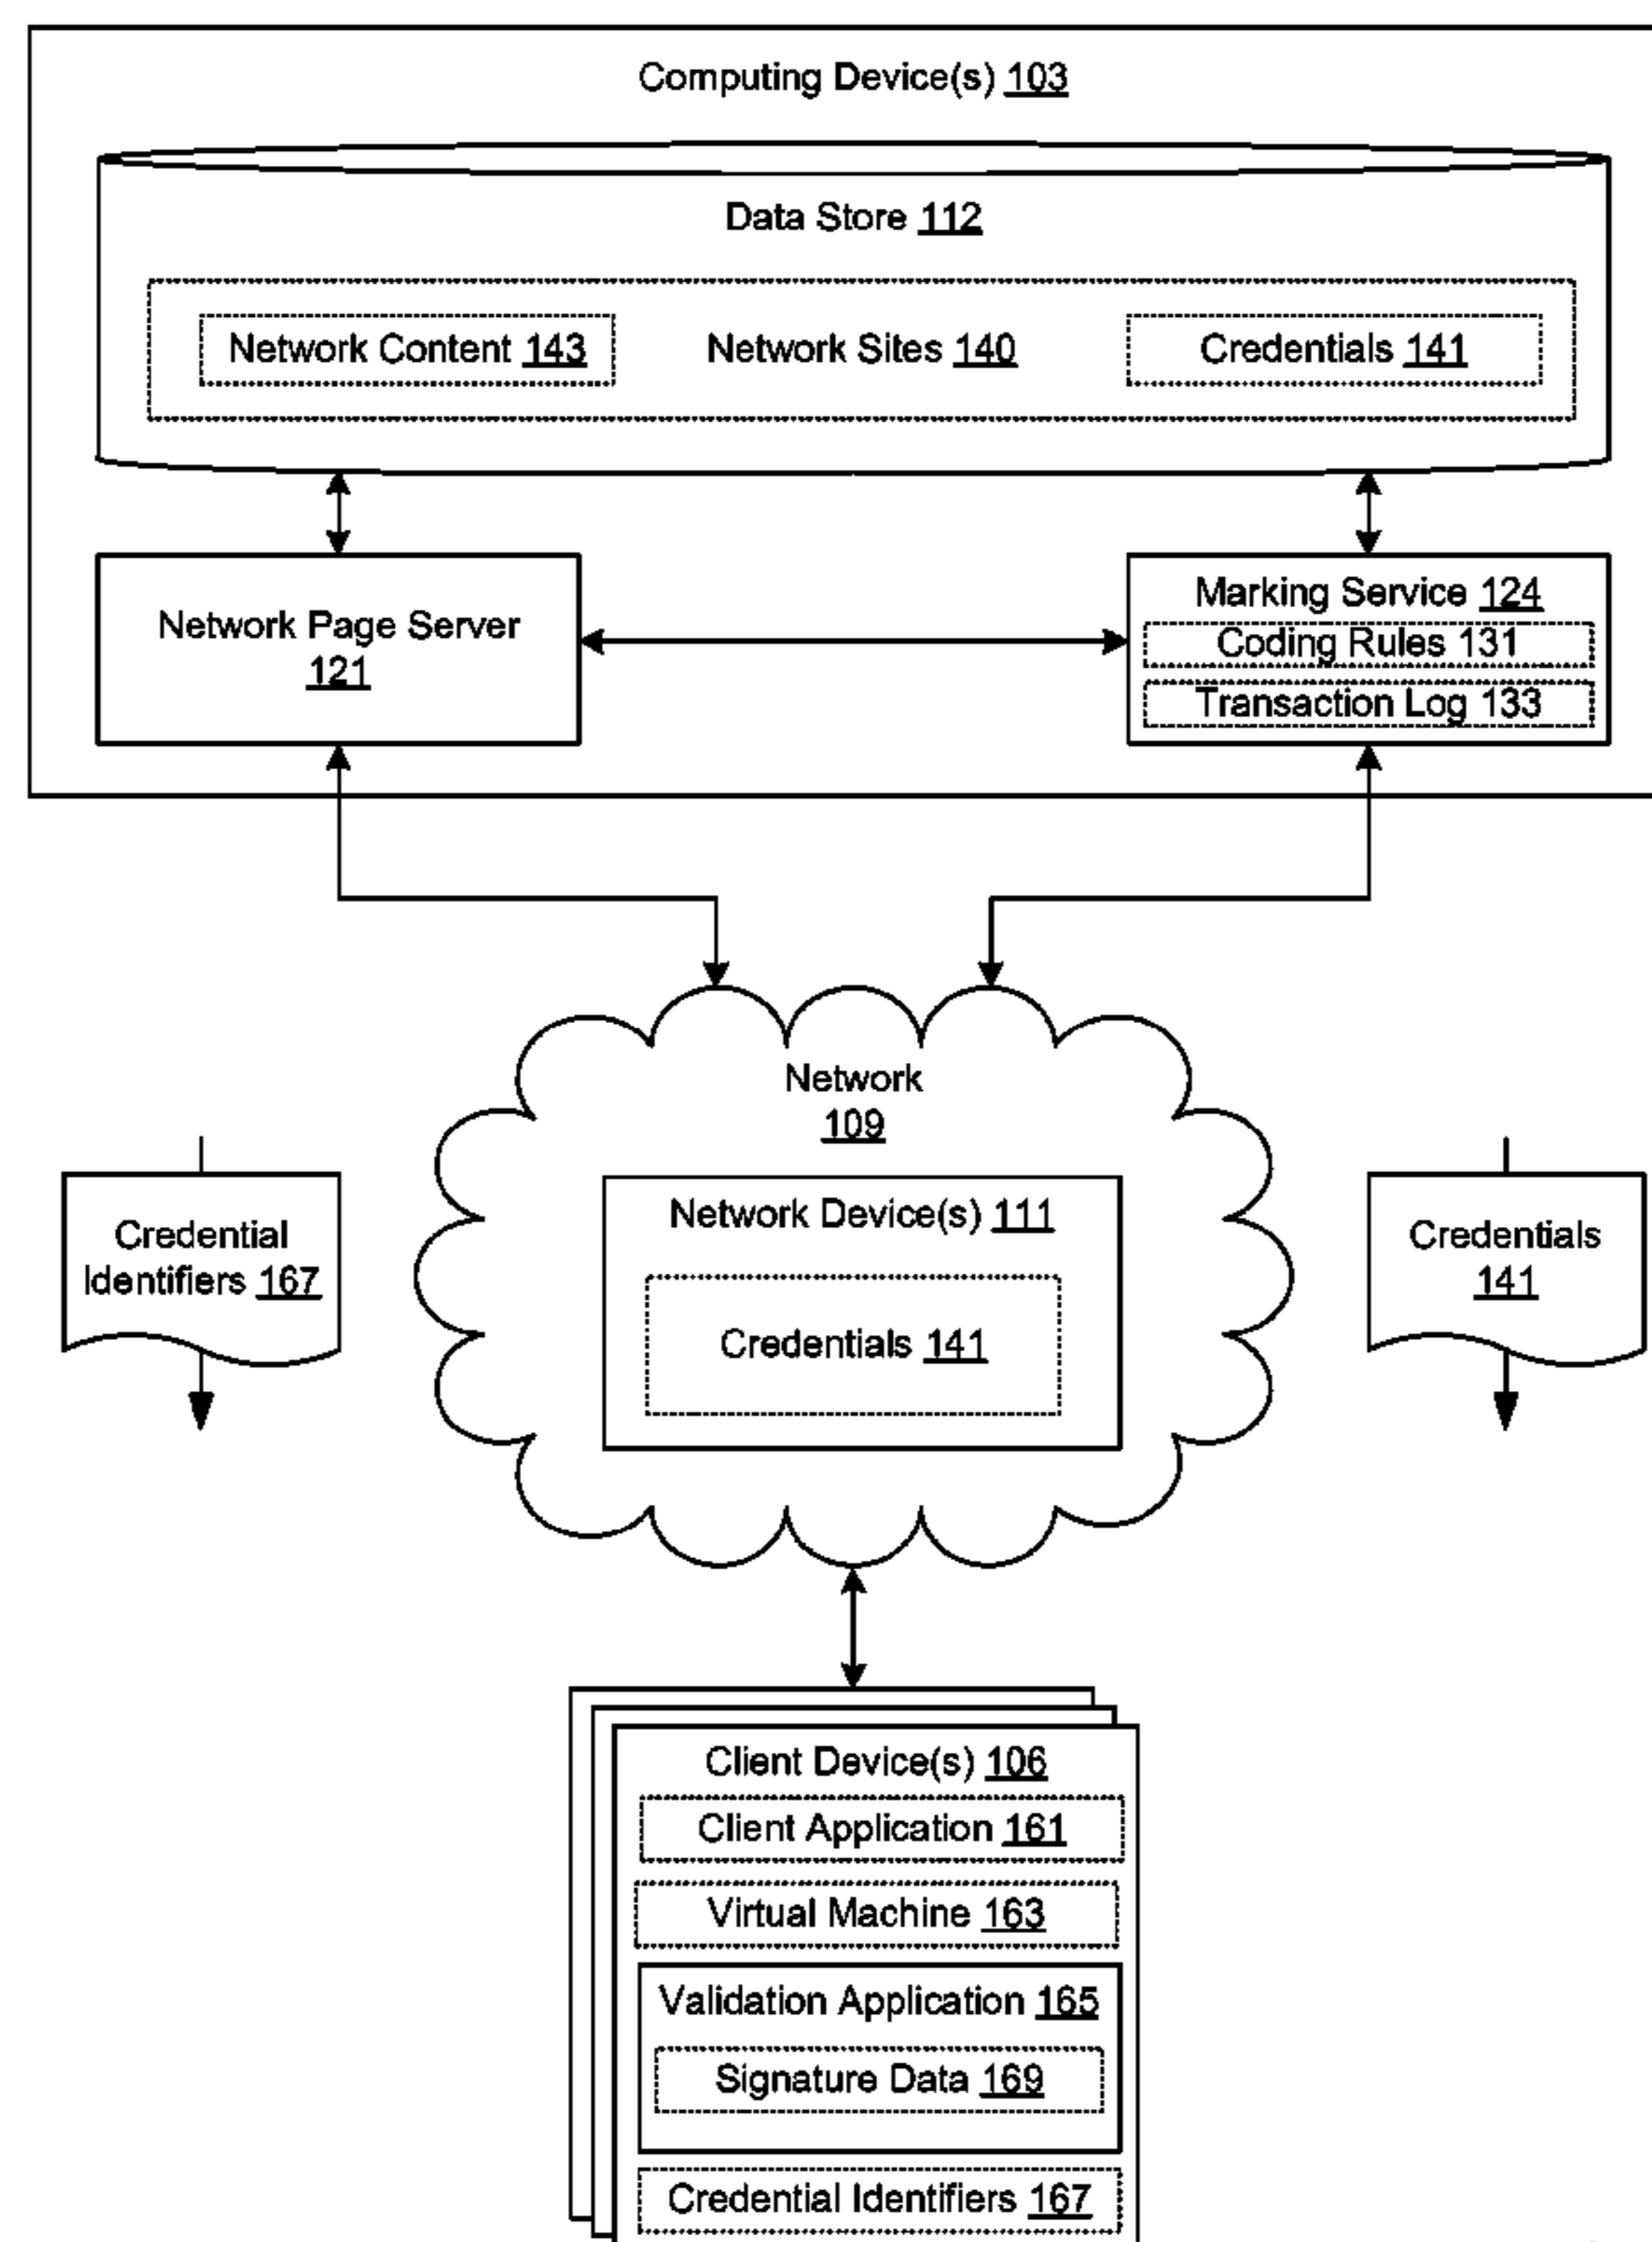 Computing Device(s) 103
Data Store 112
Network Content 143
Network Sites 140
Credentials 141
Network Page Server
121
Marking Service 124
Coding Rules 131
Transaction Log 133
Network
109
Network Device(s) 111
Credentials 141
Credential
Identifiers 167
Credentials
141
Client Device(s) 106
Client Application 161
Virtual Machine 163
Validation Application 165
Signature Data 169
Credential Identifiers 167